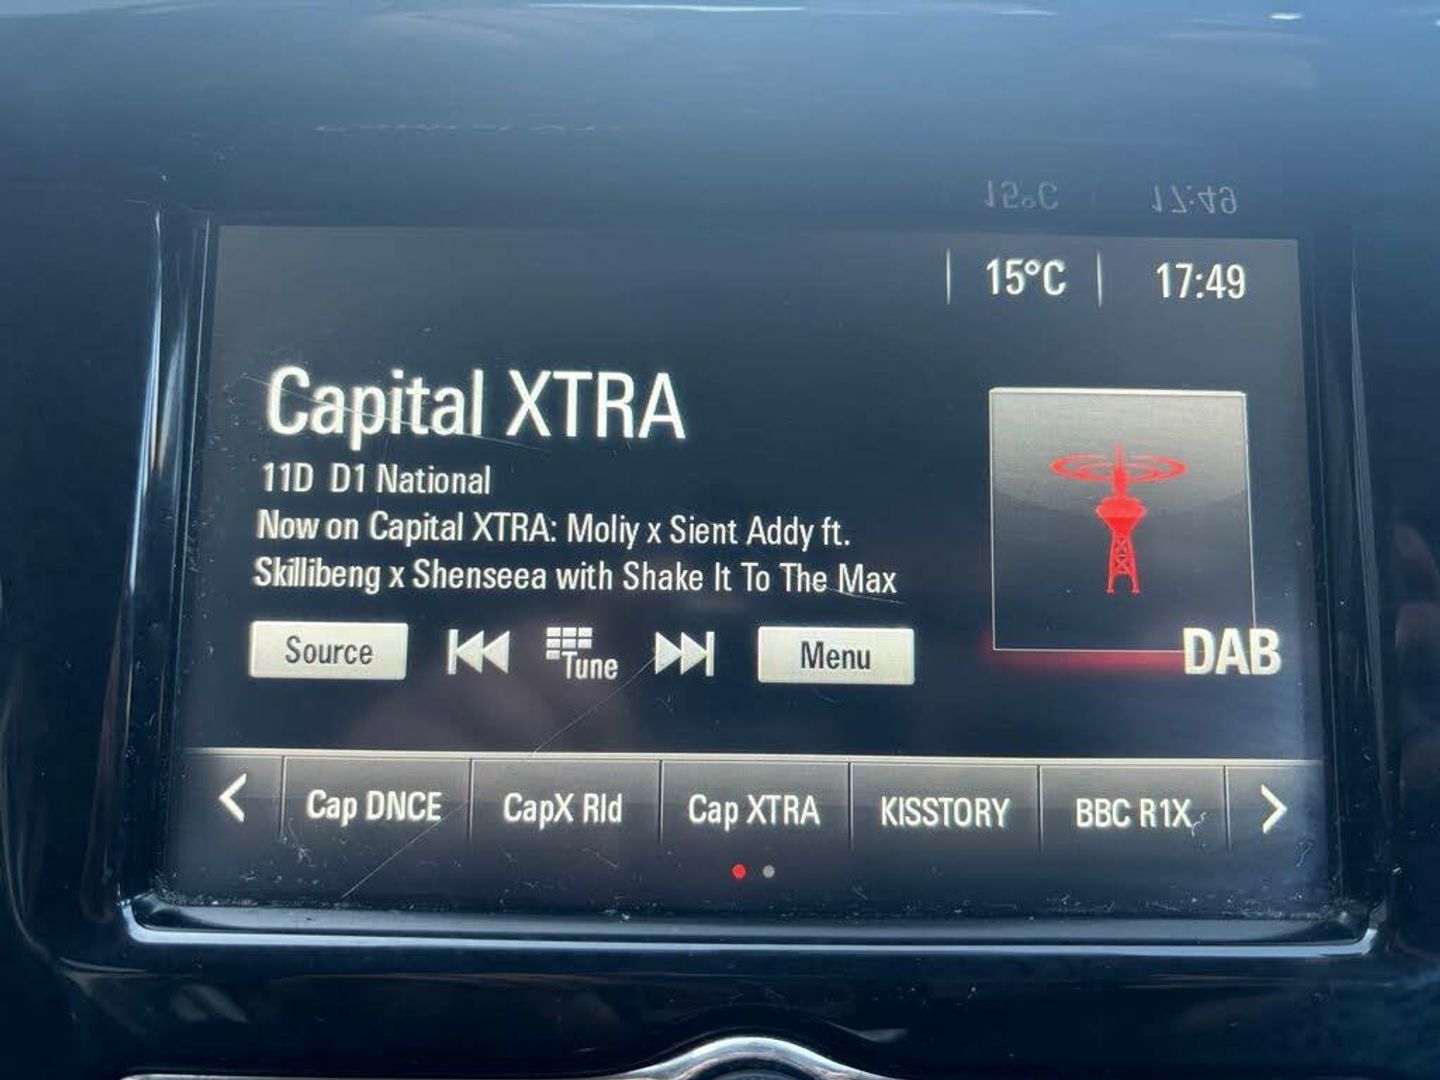 15°C 17:49
Capital XTRA
11D D1 National
Now on Capital XTRA: Moliy x Sient Addy ft.
Skillibeng x Shenseea with Shake It To The Max
Source Tune Menu
DAB
Cap DNCE CapX Rld Cap XTRA KISSTORY BBC R1X